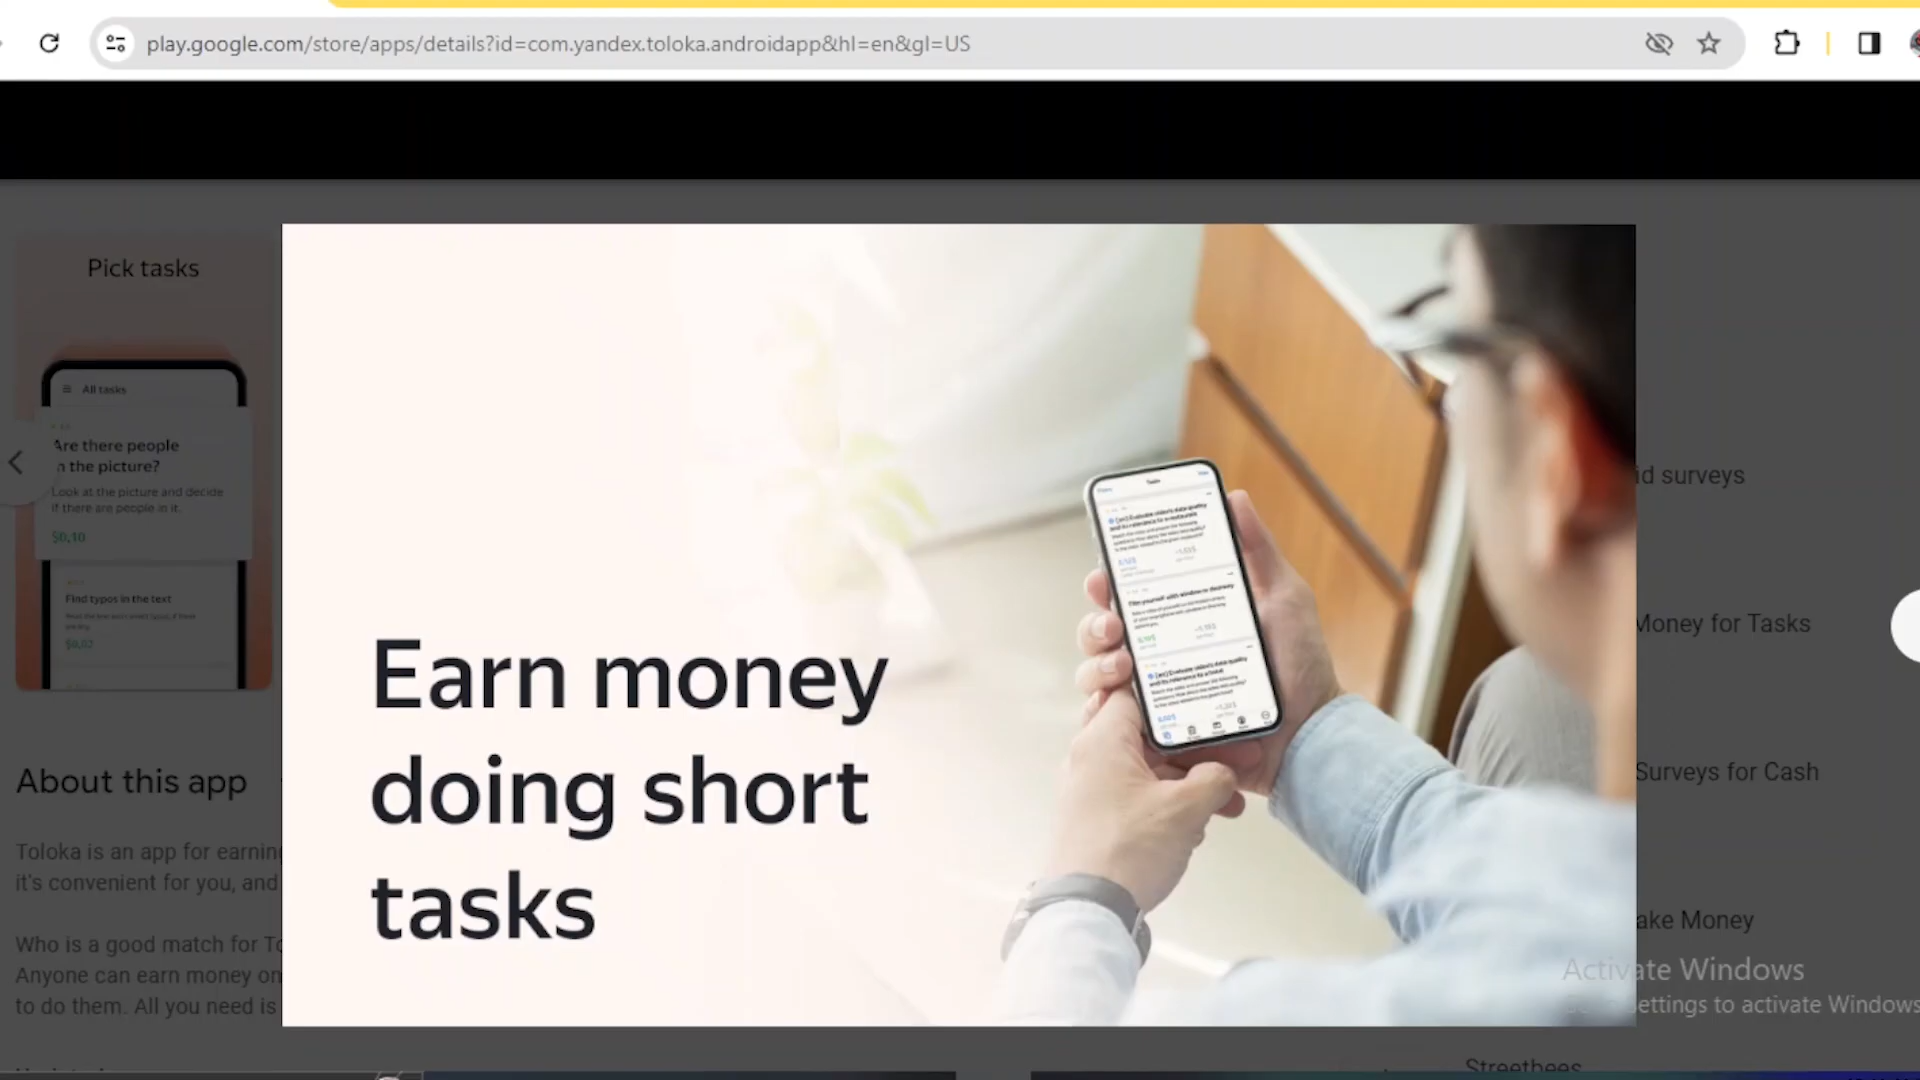 play.google.com/store/apps/details?id=com.yandex.toloka.androidapp&hl=en&gl=US
Pick tasks
All tasks
Are there people
n the picture?
Look at the picture and decide
if there are people in it.
$0,10
Find typos in the text
$0,02
Earn money
doing short
tasks
About this app
Toloka is an app for earning
it's convenient for you, and
Who is a good match for To
Anyone can earn money on
to do them. All you need is
Tasks
id surveys
Money for Tasks
Surveys for Cash
ake Money
Activate Windows
ettings to activate Windows
Streetbees